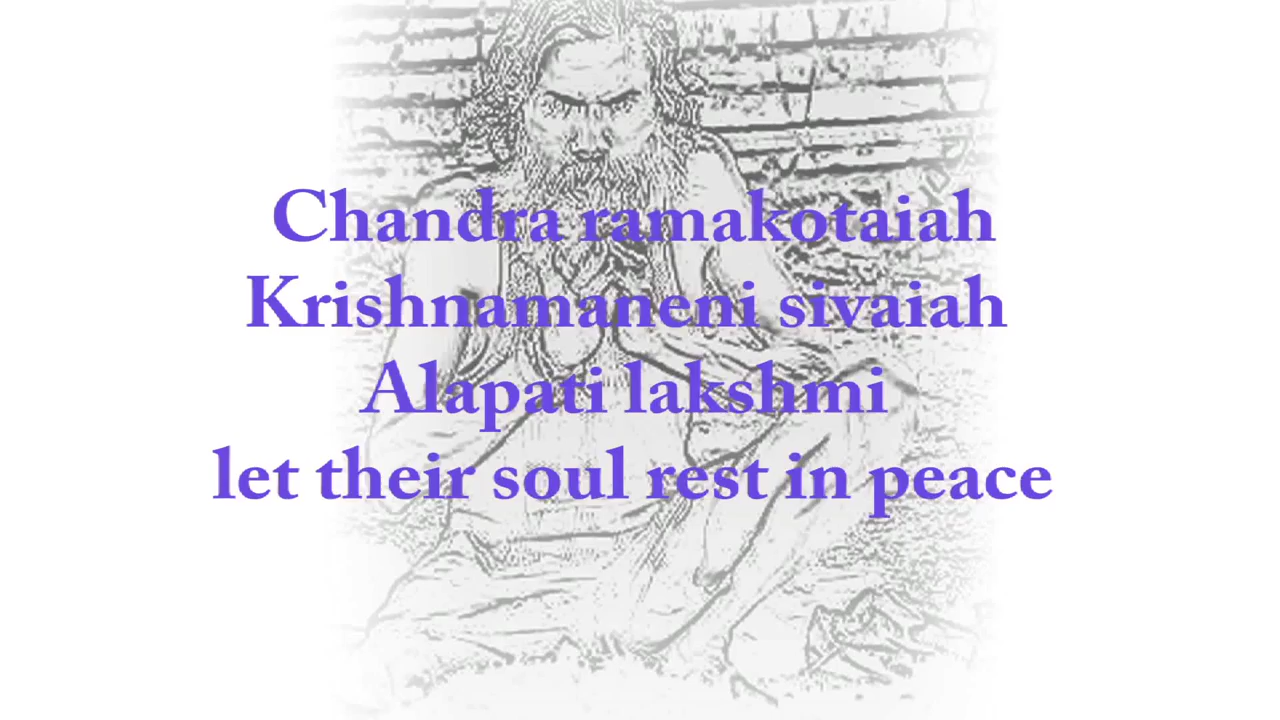 Chandra ramakotaiah
Krishnamaneni sivaiah
Alapati lakshmi
let their soul rest in peace